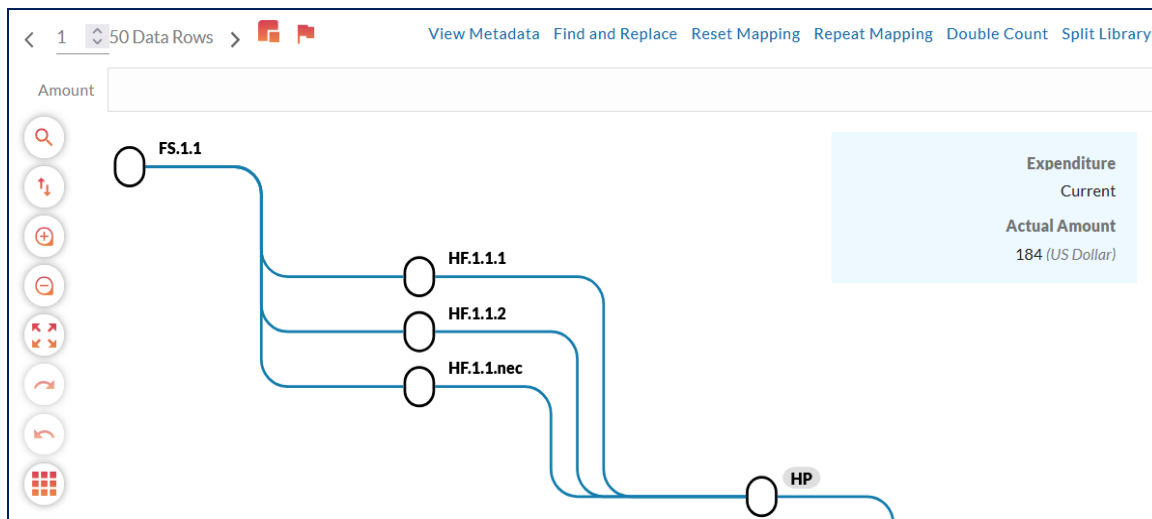 1 50 Data Rows View Metadata Find and Replace Reset Mapping Repeat Mapping Double Count Split Library
Amount
FS.1.1
Expenditure
Current
Actual Amount
184 (US Dollar)
HF.1.1.1
HF.1.1.2
HF.1.1.nec
HP